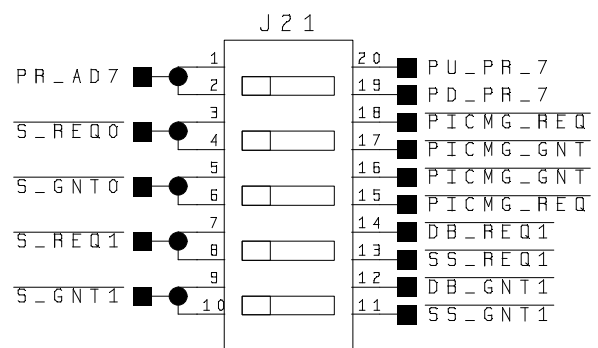 J21
1 20 PU_PR_7
PR_AD7
2 19 PD_PR_7
3 18 PICMG_REQ
S_REQ0
4 17 PICMG_GNT
5 16 PICMG_GNT
S_GNT0
6 15 PICMG_REQ
7 14 DB_REQ1
S_REQ1
8 13 SS_REQ1
9 12 DB_GNT1
S_GNT1
10 11 SS_GNT1